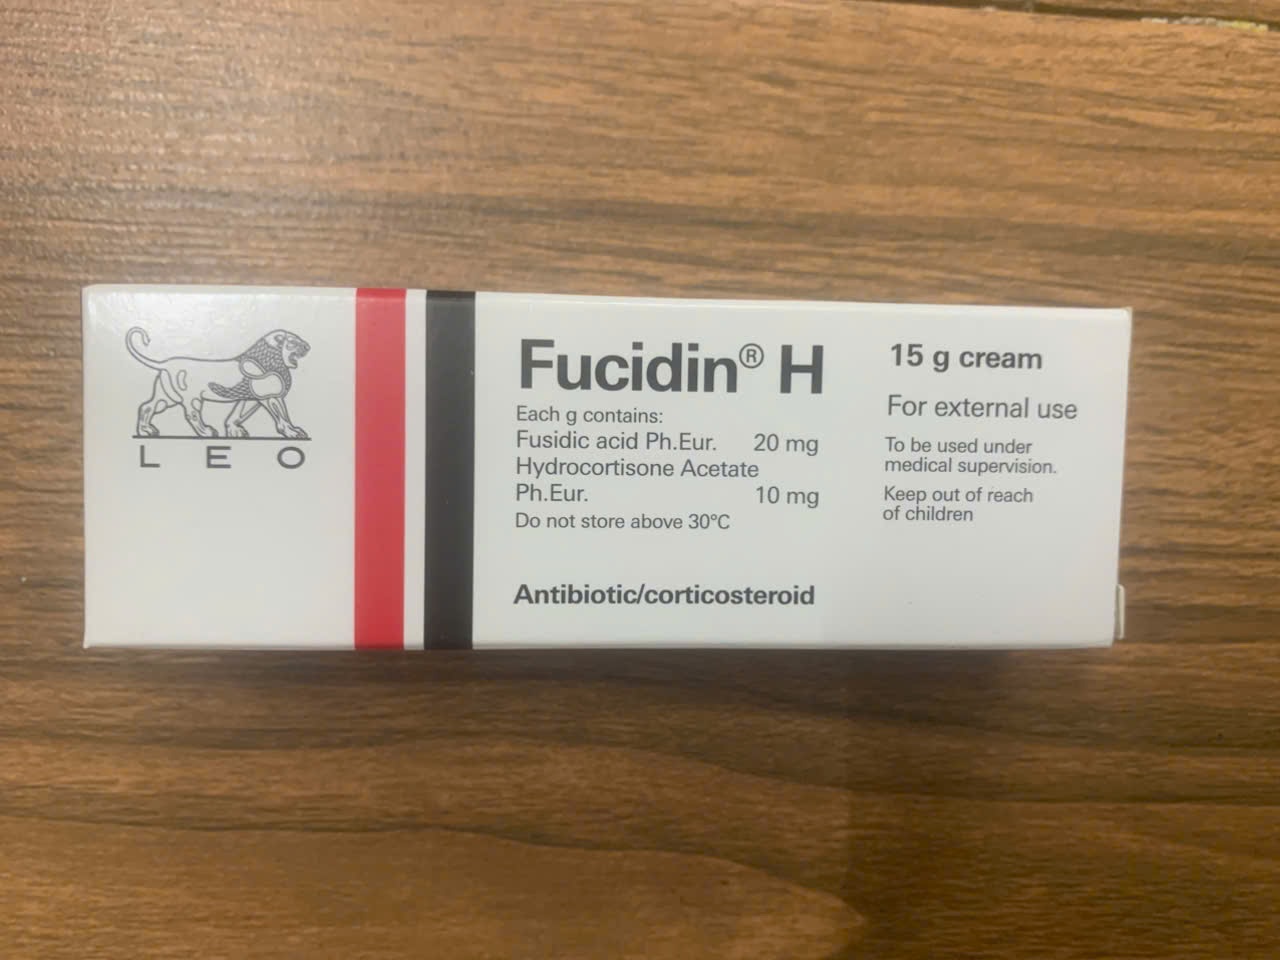 LEO
Fucidin® H
Each g contains:
Fusidic acid Ph.Eur. 20 mg
Hydrocortisone Acetate
Ph.Eur. 10 mg
Do not store above 30°C
Antibiotic/corticosteroid
15 g cream
For external use
To be used under
medical supervision.
Keep out of reach
of children